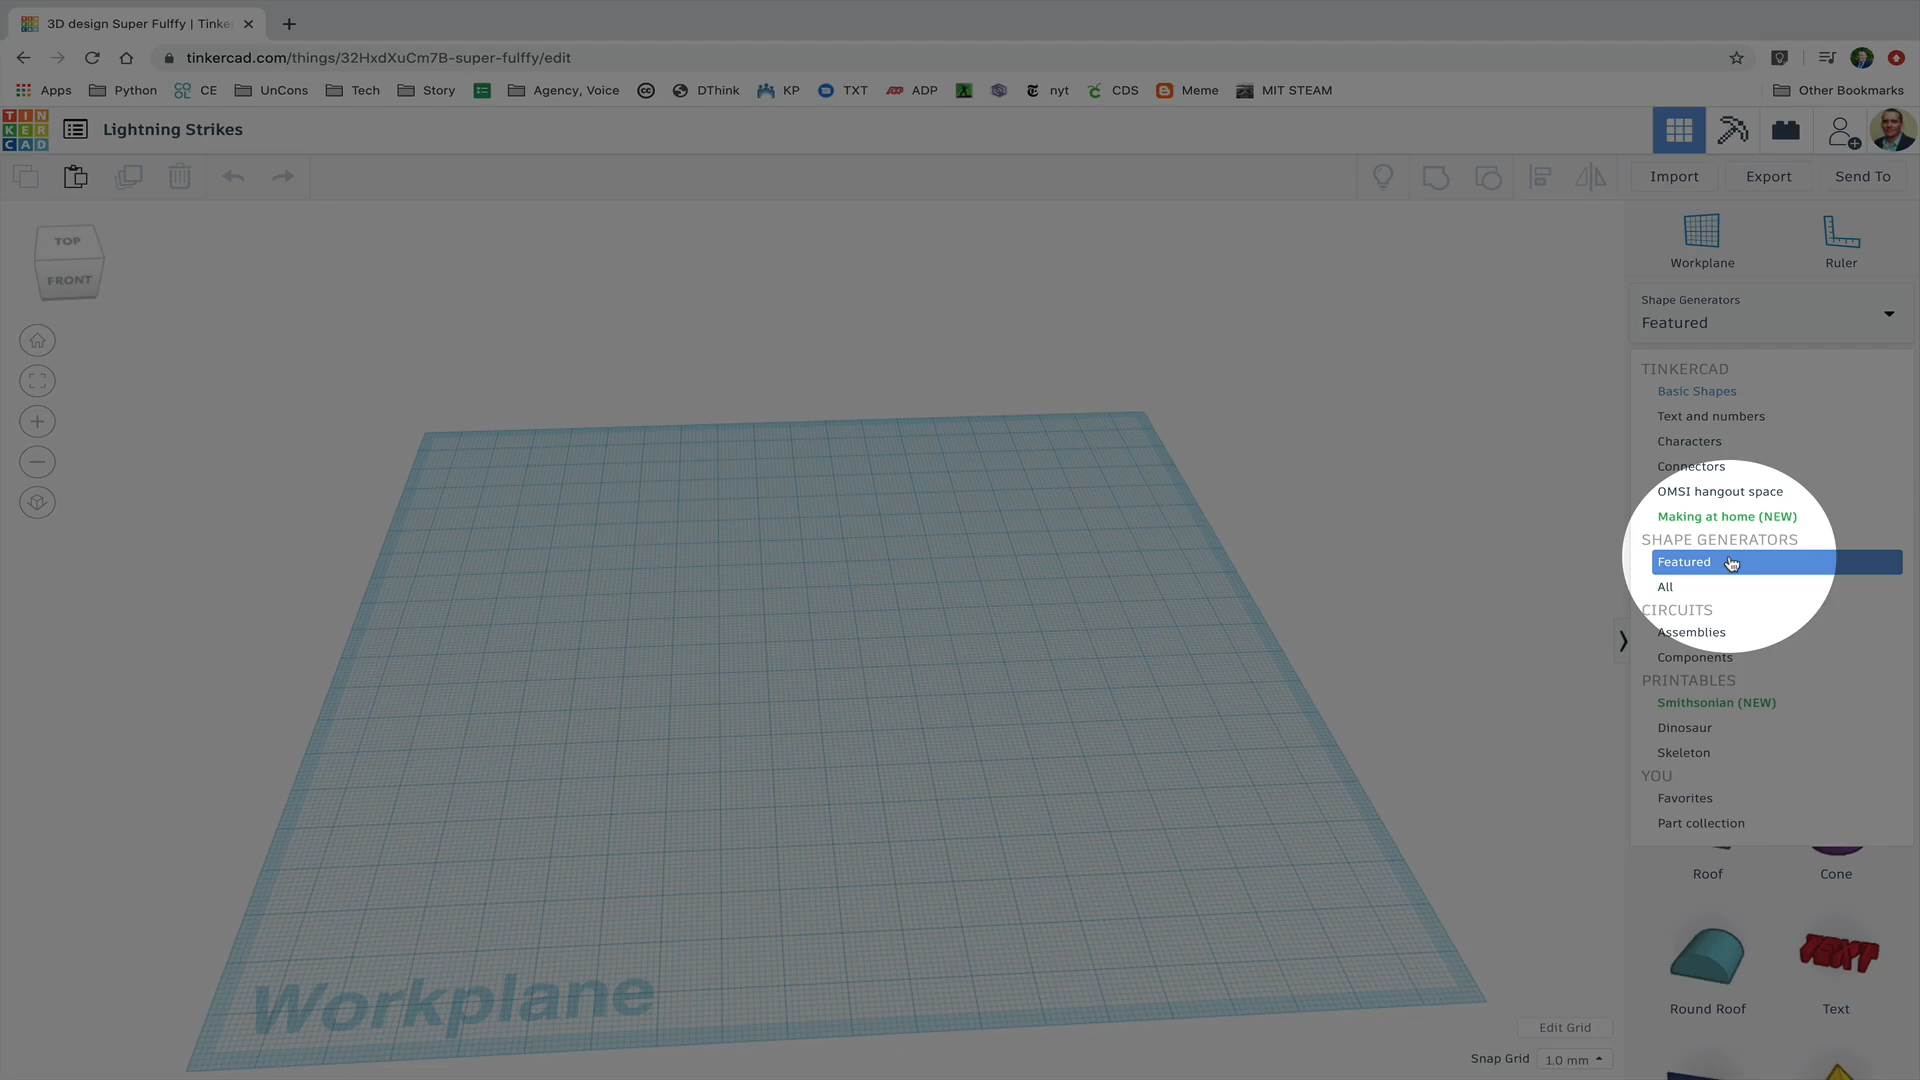 3D design Super Fulffy | Tinke
tinkercad.com/things/32HxdXuCm7B-super-fulffy/edit
Apps Python CE UnCons Tech Story Agency, Voice DThink KP TXT ADP nyt CDS Meme MIT STEAM Other Bookmarks
TIN
KER
CAD
Lightning Strikes
Import Export Send To
TOP
FRONT
Workplane Ruler
Shape Generators
Featured
TINKERCAD
Basic Shapes
Text and numbers
Characters
Connectors
OMSI hangout space
Making at home (NEW)
SHAPE GENERATORS
Featured
All
CIRCUITS
Assemblies
Components
PRINTABLES
Smithsonian (NEW)
Dinosaur
Skeleton
YOU
Favorites
Part collection
Roof Cone
TEXT
Round Roof Text
Workplane
Edit Grid
Snap Grid 1.0 mm